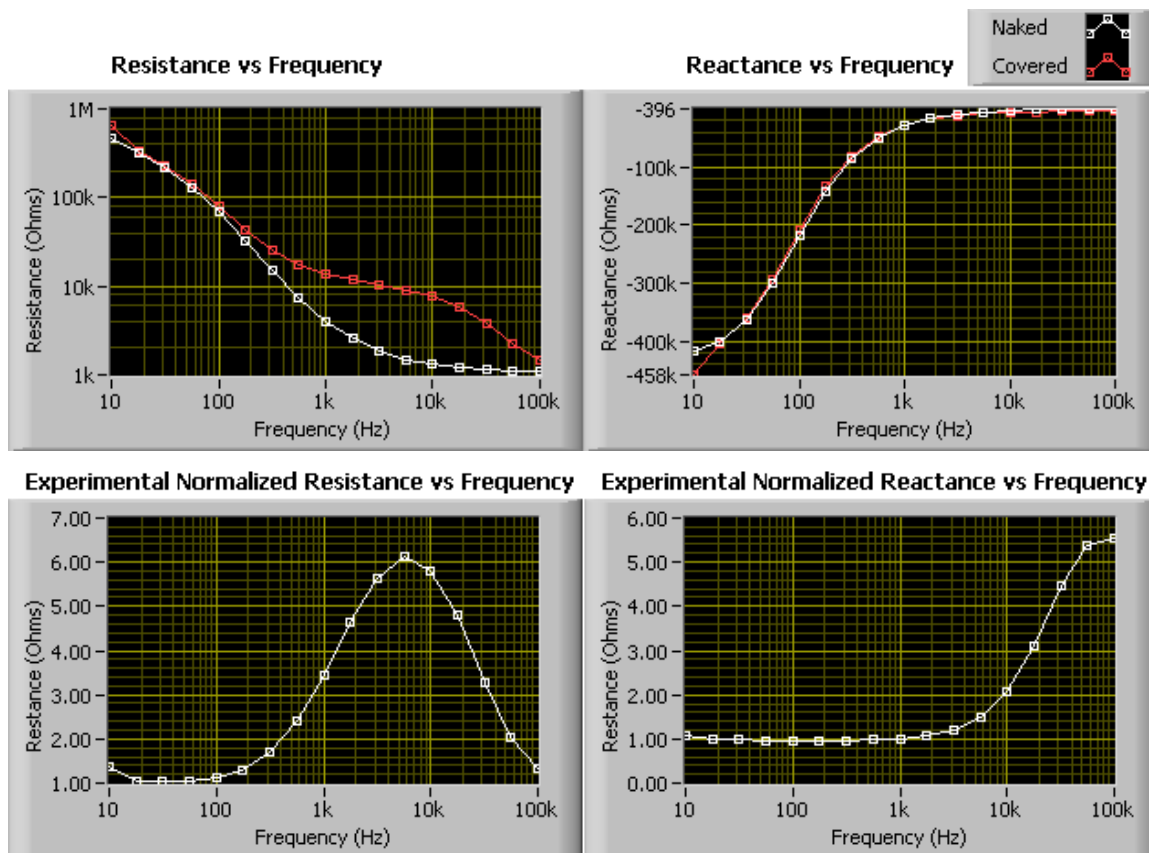 Naked
Covered
Resistance vs Frequency
1M
100k
10k
1k
Resistance (Ohms)
10 100 1k 10k 100k
Frequency (Hz)
Reactance vs Frequency
-396
-100k
-200k
-300k
-400k
-458k
Reactance (Ohms)
10 100 1k 10k 100k
Frequency (Hz)
Experimental Normalized Resistance vs Frequency
7.00
6.00
5.00
4.00
3.00
2.00
1.00
Restance (Ohms)
10 100 1k 10k 100k
Frequency (Hz)
Experimental Normalized Reactance vs Frequency
6.00
5.00
4.00
3.00
2.00
1.00
0.00
Restance (Ohms)
10 100 1k 10k 100k
Frequency (Hz)